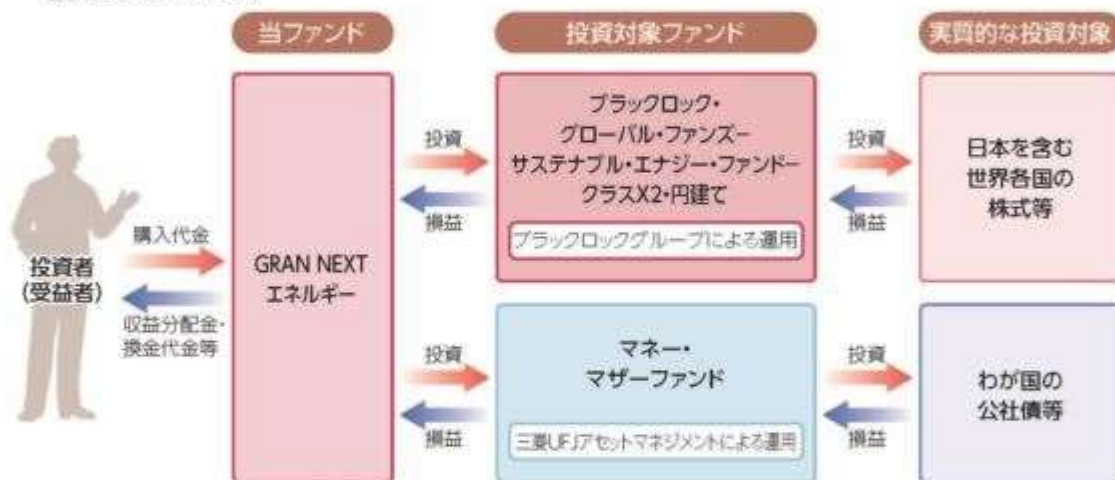 当ファンド
投資対象ファンド
実質的な投資対象
投資者
(受益者)
購入代金
収益分配金・
換金代金等
GRAN NEXT
エネルギー
投資
損益
ブラックロック・
グローバル・ファンズ－
サステナブル・エナジー・ファンド－
クラスX2・円建て
ブラックロックグループによる運用
投資
損益
日本を含む
世界各国の
株式等
投資
損益
マネー・
マザーファンド
三菱UFJアセットマネジメントによる運用
投資
損益
わが国の
公社債等